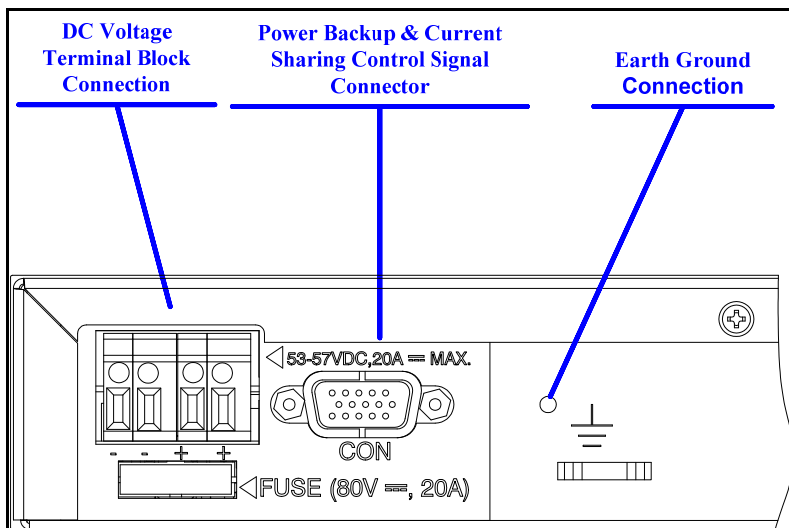 DC Voltage
Terminal Block
Connection
Power Backup & Current
Sharing Control Signal
Connector
Earth Ground
Connection
53-57VDC,20A ⎓ MAX.
CON
- - + +
FUSE (80V ⎓, 20A)